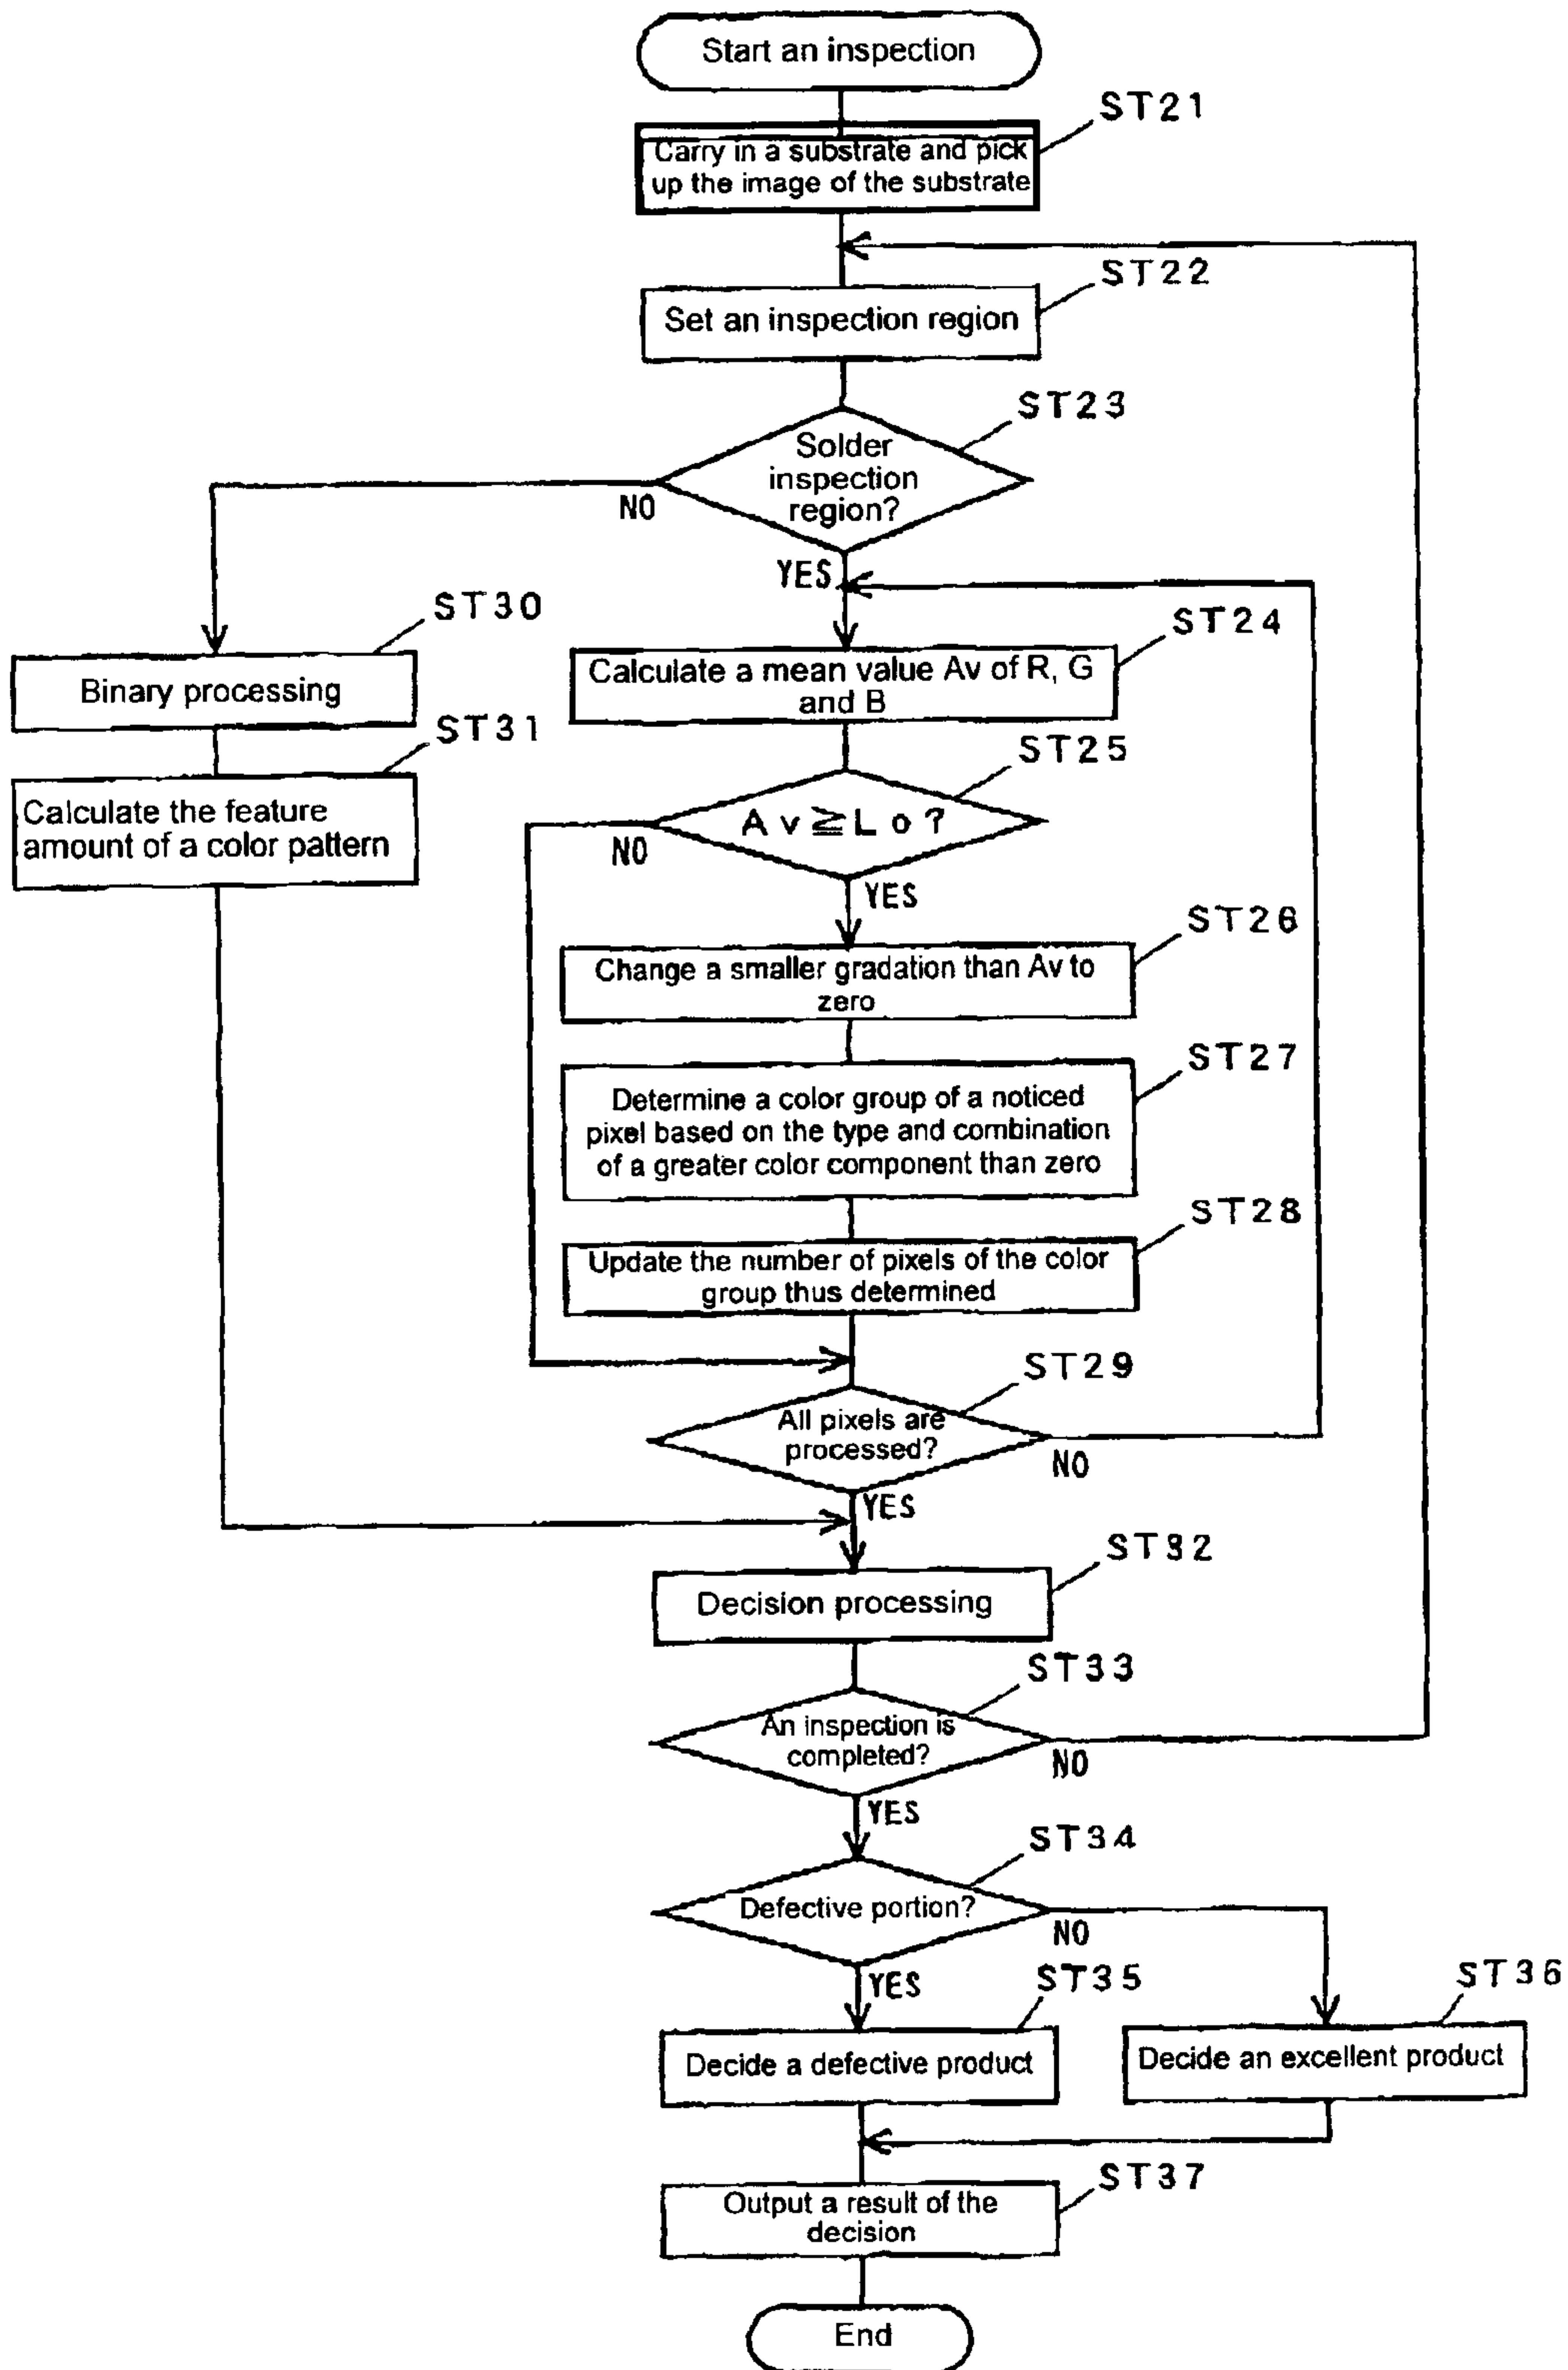 Start an inspection
ST21
Carry in a substrate and pick
up the image of the substrate
ST22
Set an inspection region
ST23
Solder
inspection
region?
NO
YES
ST30
Binary processing
ST31
Calculate the feature
amount of a color pattern
ST24
Calculate a mean value Av of R, G
and B
ST25
Av≧Lo?
NO
YES
ST26
Change a smaller gradation than Av to
zero
ST27
Determine a color group of a noticed
pixel based on the type and combination
of a greater color component than zero
ST28
Update the number of pixels of the color
group thus determined
ST29
All pixels are
processed?
NO
YES
ST32
Decision processing
ST33
An inspection is
completed?
NO
YES
ST34
Defective portion?
NO
YES
ST35
Decide a defective product
ST36
Decide an excellent product
ST37
Output a result of the
decision
End